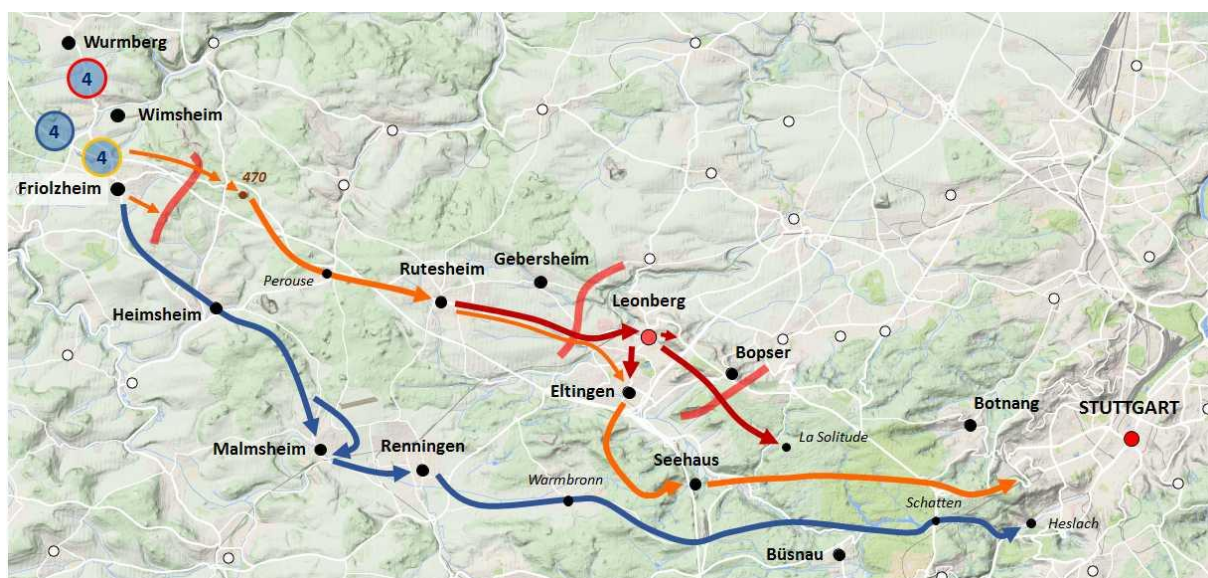 Wurmberg
4
Wimsheim
4
4
Friolzheim
470
Perouse
Rutesheim
Gebersheim
Leonberg
Heimsheim
Bopser
Eltingen
Botnang
STUTTGART
La Solitude
Malmsheim
Renningen
Seehaus
Warmbronn
Schatten
Heslach
Büsnau